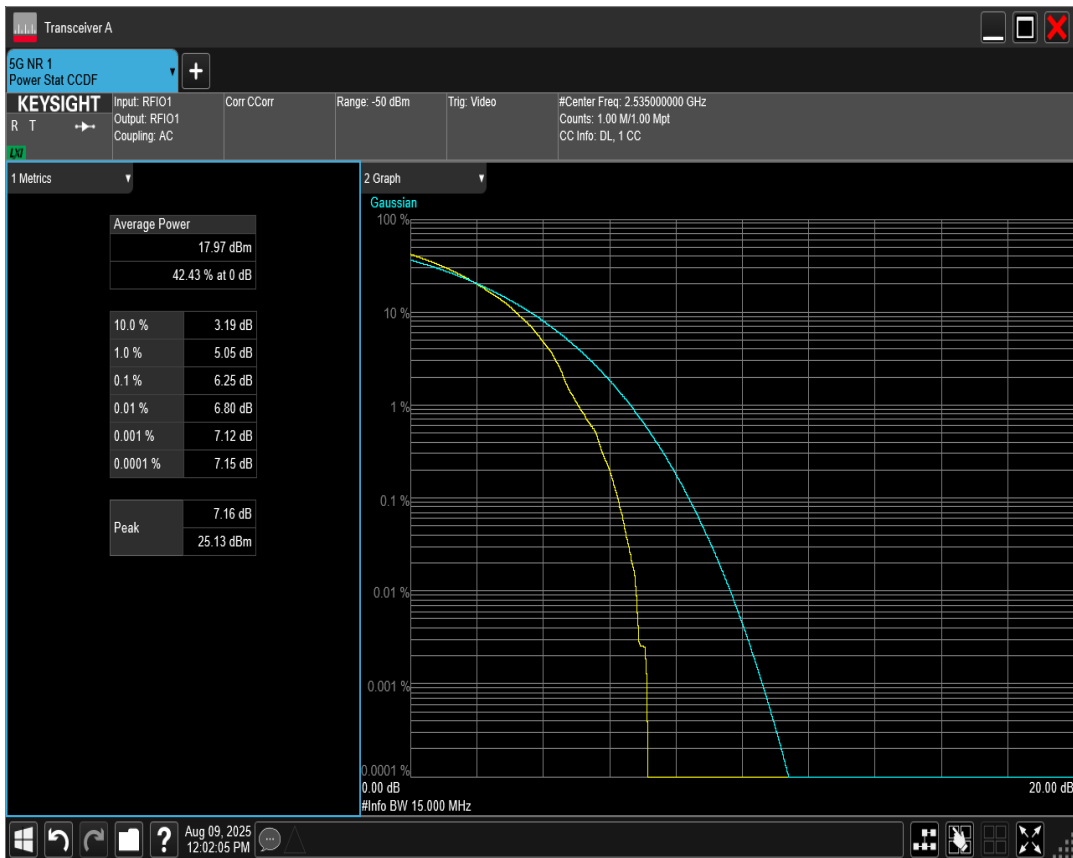 Transceiver A
5G NR 1
Power Stat CCDF
+
KEYSIGHT
R T
LXI
Input: RFIO1
Output: RFIO1
Coupling: AC
Corr CCorr
Range: -50 dBm
Trig: Video
#Center Freq: 2.535000000 GHz
Counts: 1.00 M/1.00 Mpt
CC Info: DL, 1 CC
1 Metrics
Average Power
17.97 dBm
42.43 % at 0 dB
10.0 % 3.19 dB
1.0 % 5.05 dB
0.1 % 6.25 dB
0.01 % 6.80 dB
0.001 % 7.12 dB
0.0001 % 7.15 dB
Peak
7.16 dB
25.13 dBm
2 Graph
Gaussian
100 %
10 %
1 %
0.1 %
0.01 %
0.001 %
0.0001 %
0.00 dB 20.00 dB
#Info BW 15.000 MHz
?
Aug 09, 2025
12:02:05 PM